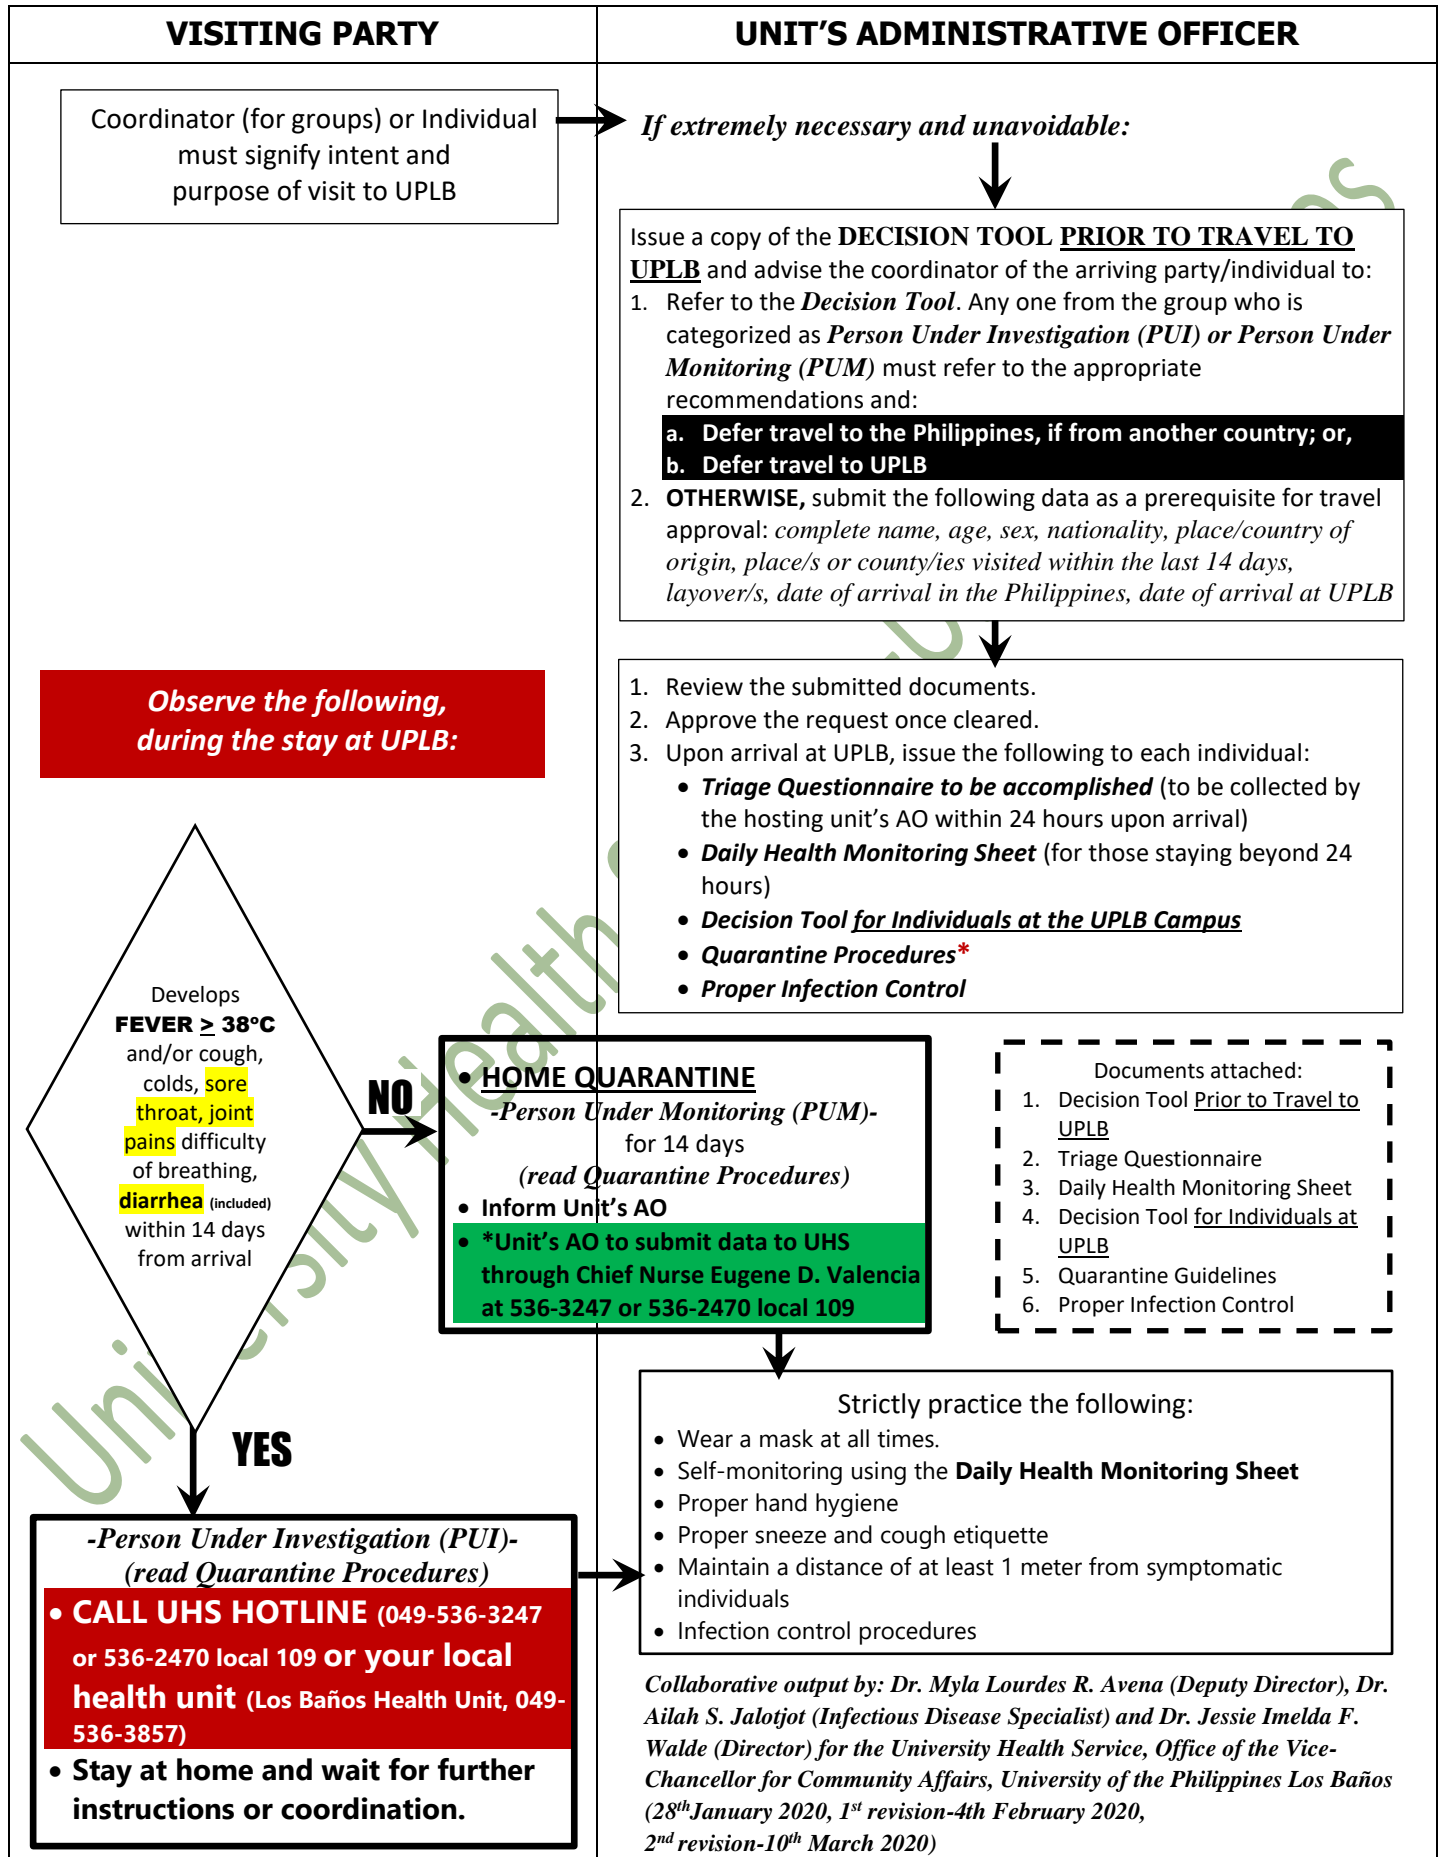 VISITING PARTY
UNIT'S ADMINISTRATIVE OFFICER
Coordinator (for groups) or Individual
must signify intent and
purpose of visit to UPLB
If extremely necessary and unavoidable:
Issue a copy of the DECISION TOOL PRIOR TO TRAVEL TO
UPLB and advise the coordinator of the arriving party/individual to:
1. Refer to the Decision Tool. Any one from the group who is
categorized as Person Under Investigation (PUI) or Person Under
Monitoring (PUM) must refer to the appropriate
recommendations and:
a. Defer travel to the Philippines, if from another country; or,
b. Defer travel to UPLB
2. OTHERWISE, submit the following data as a prerequisite for travel
approval: complete name, age, sex, nationality, place/country of
origin, place/s or county/ies visited within the last 14 days,
layover/s, date of arrival in the Philippines, date of arrival at UPLB
1. Review the submitted documents.
2. Approve the request once cleared.
3. Upon arrival at UPLB, issue the following to each individual:
• Triage Questionnaire to be accomplished (to be collected by
the hosting unit's AO within 24 hours upon arrival)
• Daily Health Monitoring Sheet (for those staying beyond 24
hours)
• Decision Tool for Individuals at the UPLB Campus
• Quarantine Procedures*
• Proper Infection Control
Observe the following,
during the stay at UPLB:
Develops
FEVER ≥ 38ºC
and/or cough,
colds, sore
throat, joint
pains difficulty
of breathing,
diarrhea (included)
within 14 days
from arrival
NO
• HOME QUARANTINE
-Person Under Monitoring (PUM)-
for 14 days
(read Quarantine Procedures)
• Inform Unit's AO
• *Unit's AO to submit data to UHS
through Chief Nurse Eugene D. Valencia
at 536-3247 or 536-2470 local 109
Documents attached:
1. Decision Tool Prior to Travel to
UPLB
2. Triage Questionnaire
3. Daily Health Monitoring Sheet
4. Decision Tool for Individuals at
UPLB
5. Quarantine Guidelines
6. Proper Infection Control
YES
-Person Under Investigation (PUI)-
(read Quarantine Procedures)
• CALL UHS HOTLINE (049-536-3247
or 536-2470 local 109 or your local
health unit (Los Baños Health Unit, 049-
536-3857)
• Stay at home and wait for further
instructions or coordination.
Strictly practice the following:
• Wear a mask at all times.
• Self-monitoring using the Daily Health Monitoring Sheet
• Proper hand hygiene
• Proper sneeze and cough etiquette
• Maintain a distance of at least 1 meter from symptomatic
individuals
• Infection control procedures
Collaborative output by: Dr. Myla Lourdes R. Avena (Deputy Director), Dr.
Ailah S. Jalotjot (Infectious Disease Specialist) and Dr. Jessie Imelda F.
Walde (Director) for the University Health Service, Office of the Vice-
Chancellor for Community Affairs, University of the Philippines Los Baños
(28th January 2020, 1st revision-4th February 2020,
2nd revision-10th March 2020)
University Health